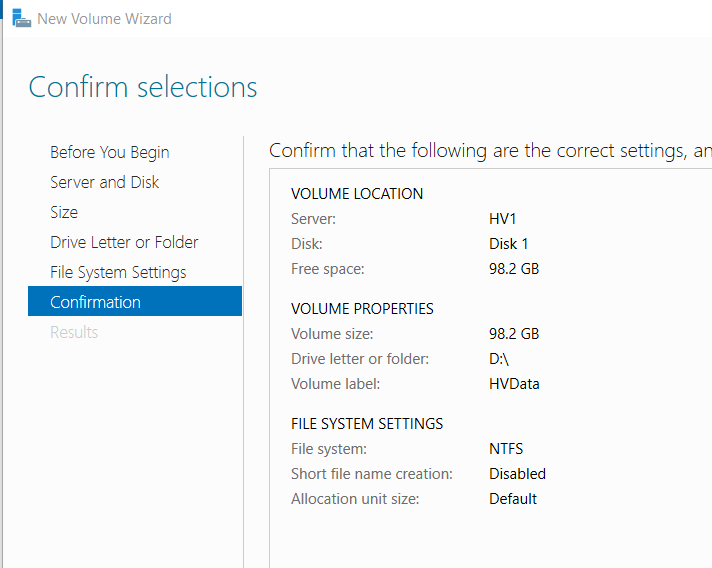 New Volume Wizard
Confirm selections
Before You Begin
Server and Disk
Size
Drive Letter or Folder
File System Settings
Confirmation
Results
Confirm that the following are the correct settings, an
VOLUME LOCATION
Server: HV1
Disk: Disk 1
Free space: 98.2 GB
VOLUME PROPERTIES
Volume size: 98.2 GB
Drive letter or folder: D:\
Volume label: HVData
FILE SYSTEM SETTINGS
File system: NTFS
Short file name creation: Disabled
Allocation unit size: Default